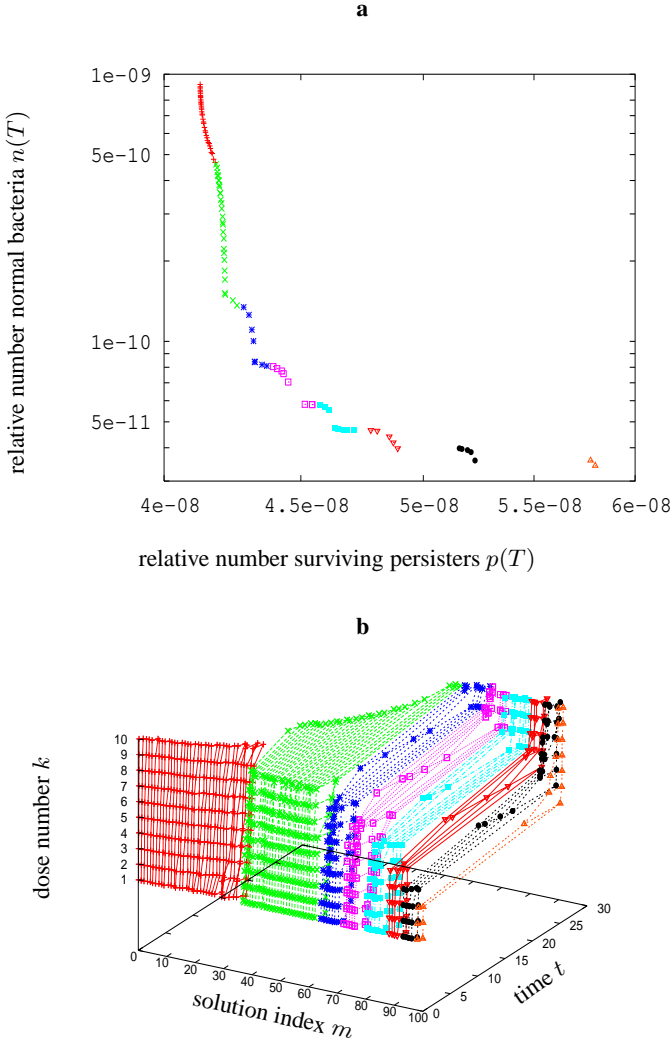 a
relative number normal bacteria n(T)
1e-09
5e-10
1e-10
5e-11
4e-08
4.5e-08
5e-08
5.5e-08
6e-08
relative number surviving persisters p(T)
b
dose number k
10
9
8
7
6
5
4
3
2
1
0
10
20
30
40
50
60
70
80
90
100
solution index m
0
5
10
15
20
25
30
time t